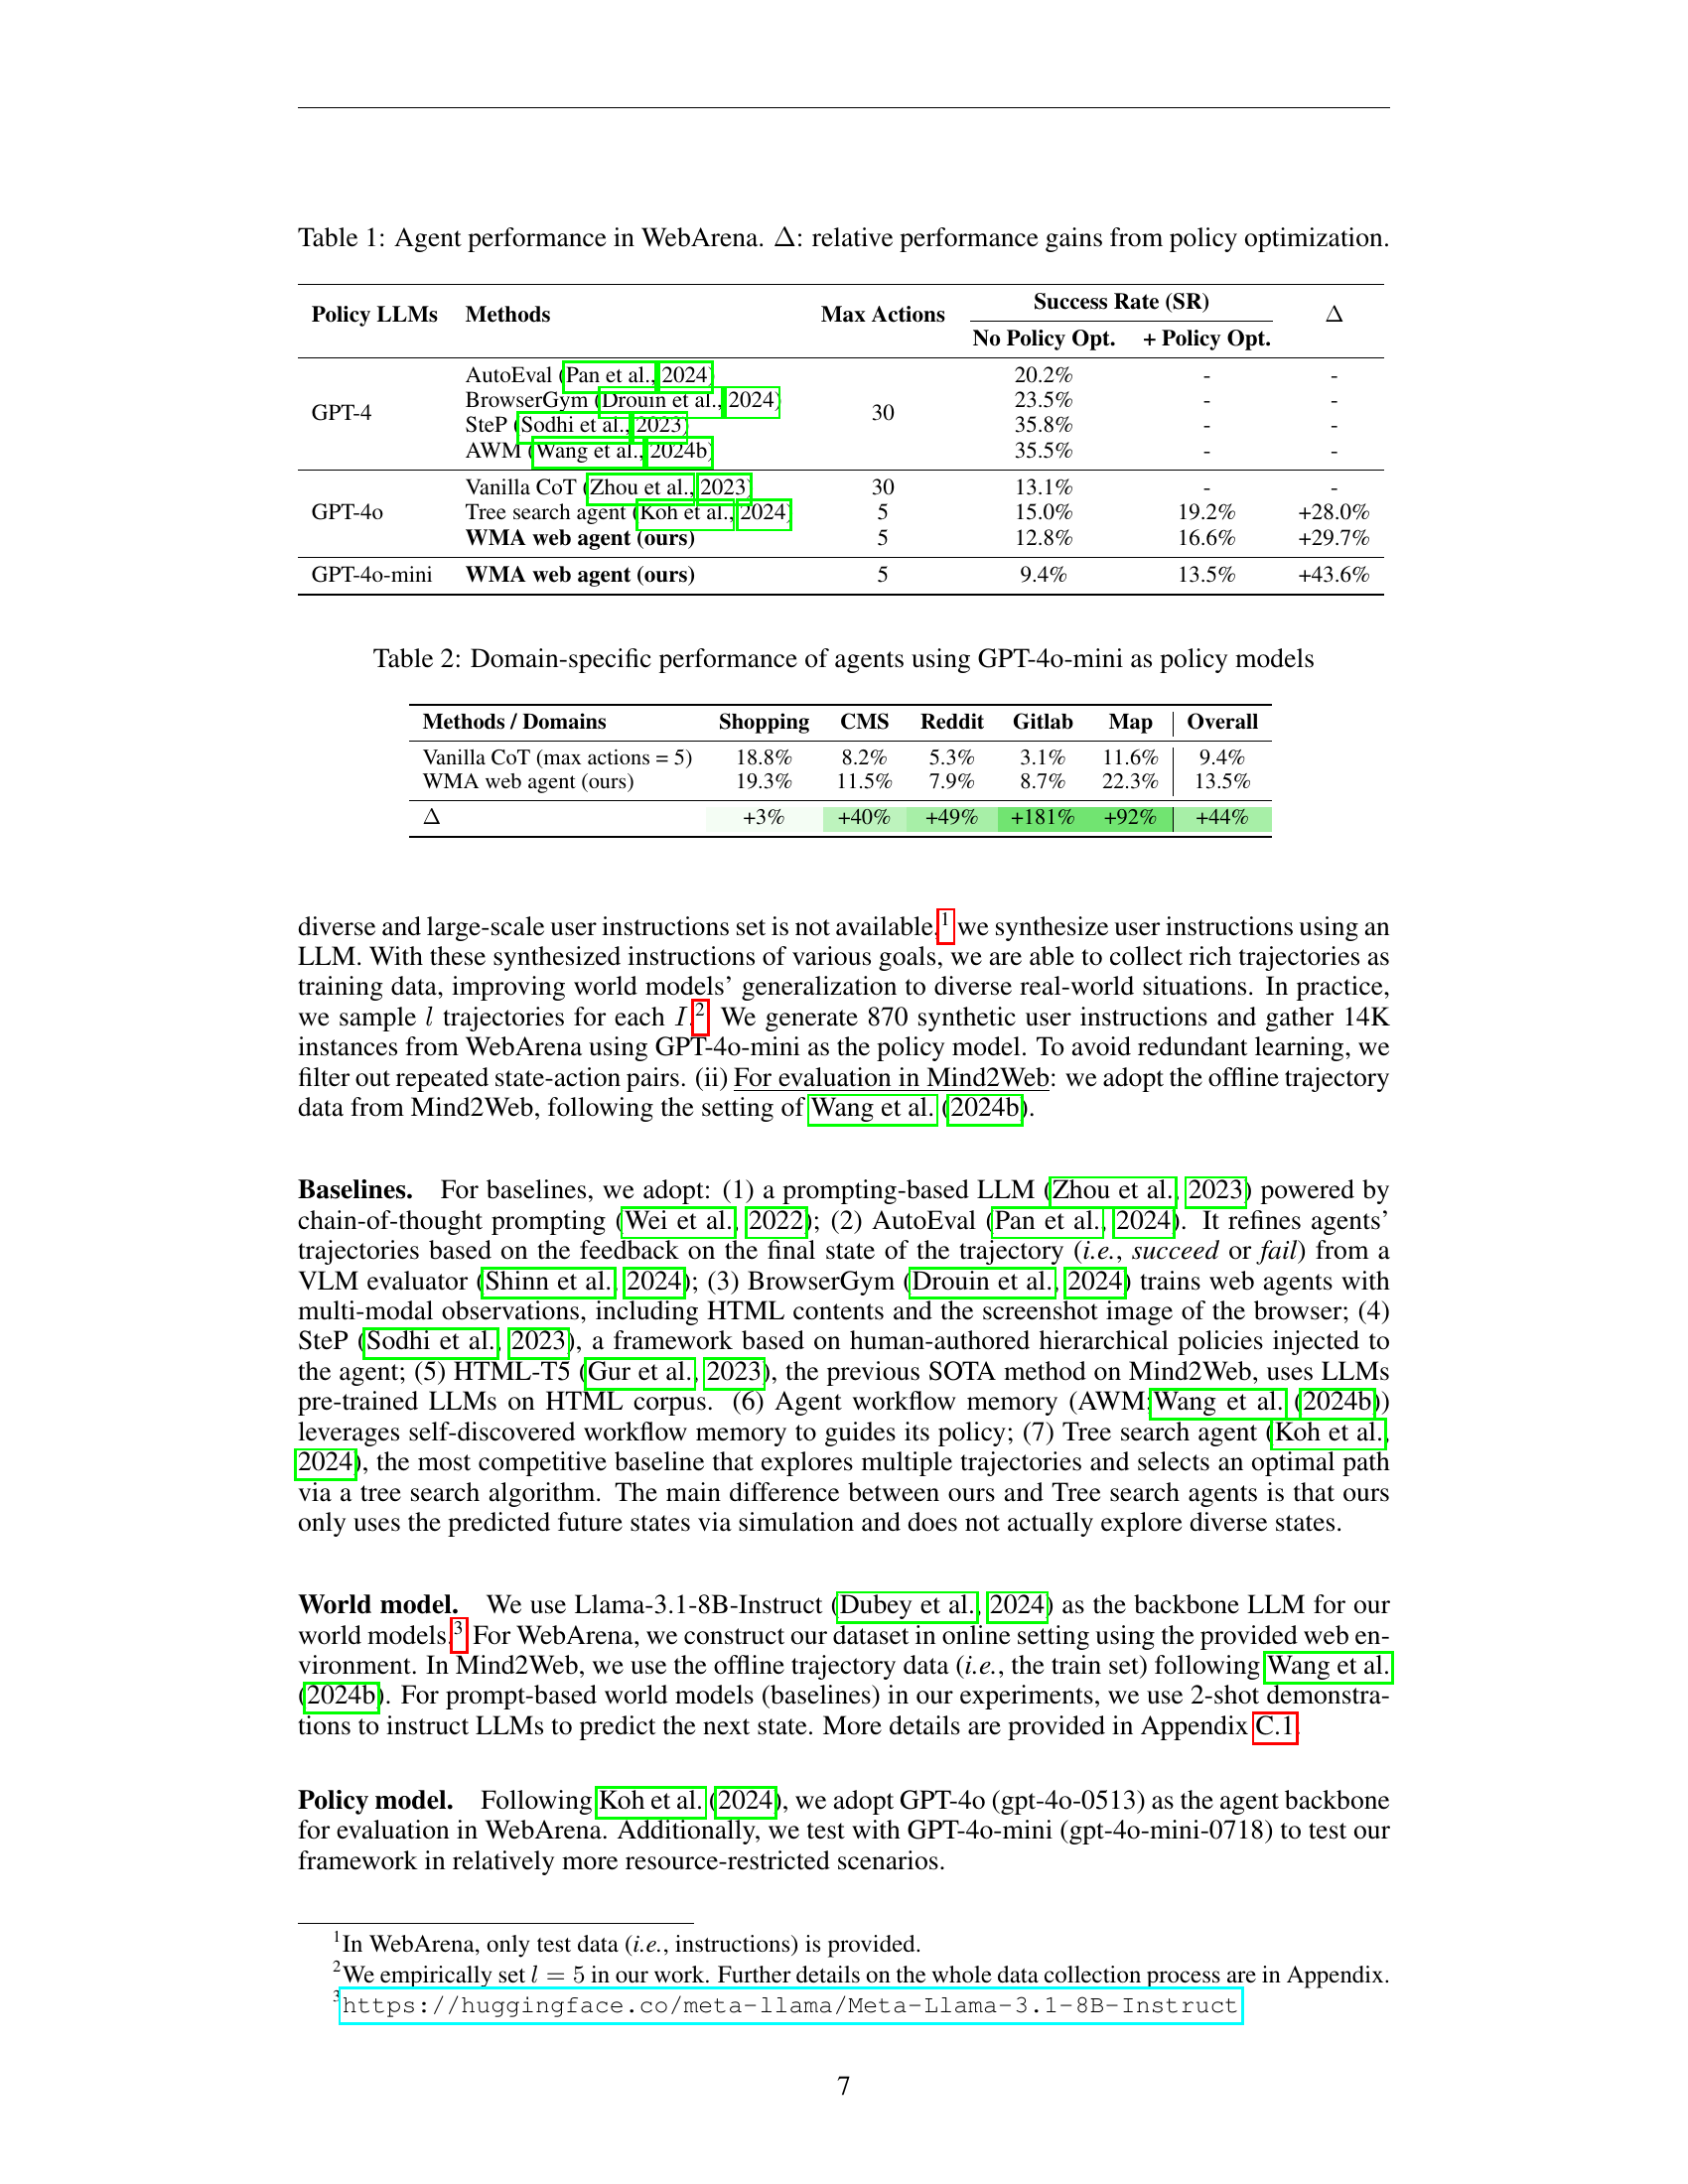 Table 1: Agent performance in WebArena. Δ: relative performance gains from policy optimization.
Policy LLMs Methods Max Actions Success Rate (SR) Δ
No Policy Opt. + Policy Opt.
GPT-4 AutoEval (Pan et al., 2024) 30 20.2% - -
BrowserGym (Drouin et al., 2024) 23.5% - -
SteP (Sodhi et al., 2023) 35.8% - -
AWM (Wang et al., 2024b) 35.5% - -
GPT-4o Vanilla CoT (Zhou et al., 2023) 30 13.1% - -
Tree search agent (Koh et al., 2024) 5 15.0% 19.2% +28.0%
WMA web agent (ours) 5 12.8% 16.6% +29.7%
GPT-4o-mini WMA web agent (ours) 5 9.4% 13.5% +43.6%
Table 2: Domain-specific performance of agents using GPT-4o-mini as policy models
Methods / Domains Shopping CMS Reddit Gitlab Map Overall
Vanilla CoT (max actions = 5) 18.8% 8.2% 5.3% 3.1% 11.6% 9.4%
WMA web agent (ours) 19.3% 11.5% 7.9% 8.7% 22.3% 13.5%
Δ +3% +40% +49% +181% +92% +44%
diverse and large-scale user instructions set is not available,1 we synthesize user instructions using an
LLM. With these synthesized instructions of various goals, we are able to collect rich trajectories as
training data, improving world models' generalization to diverse real-world situations. In practice,
we sample l trajectories for each I.2 We generate 870 synthetic user instructions and gather 14K
instances from WebArena using GPT-4o-mini as the policy model. To avoid redundant learning, we
filter out repeated state-action pairs. (ii) For evaluation in Mind2Web: we adopt the offline trajectory
data from Mind2Web, following the setting of Wang et al. (2024b).
Baselines. For baselines, we adopt: (1) a prompting-based LLM (Zhou et al., 2023) powered by
chain-of-thought prompting (Wei et al., 2022); (2) AutoEval (Pan et al., 2024). It refines agents'
trajectories based on the feedback on the final state of the trajectory (i.e., succeed or fail) from a
VLM evaluator (Shinn et al., 2024); (3) BrowserGym (Drouin et al., 2024) trains web agents with
multi-modal observations, including HTML contents and the screenshot image of the browser; (4)
SteP (Sodhi et al., 2023), a framework based on human-authored hierarchical policies injected to
the agent; (5) HTML-T5 (Gur et al., 2023), the previous SOTA method on Mind2Web, uses LLMs
pre-trained LLMs on HTML corpus. (6) Agent workflow memory (AWM; Wang et al. (2024b))
leverages self-discovered workflow memory to guides its policy; (7) Tree search agent (Koh et al.,
2024), the most competitive baseline that explores multiple trajectories and selects an optimal path
via a tree search algorithm. The main difference between ours and Tree search agents is that ours
only uses the predicted future states via simulation and does not actually explore diverse states.
World model. We use Llama-3.1-8B-Instruct (Dubey et al., 2024) as the backbone LLM for our
world models.3 For WebArena, we construct our dataset in online setting using the provided web en-
vironment. In Mind2Web, we use the offline trajectory data (i.e., the train set) following Wang et al.
(2024b). For prompt-based world models (baselines) in our experiments, we use 2-shot demonstra-
tions to instruct LLMs to predict the next state. More details are provided in Appendix C.1.
Policy model. Following Koh et al. (2024), we adopt GPT-4o (gpt-4o-0513) as the agent backbone
for evaluation in WebArena. Additionally, we test with GPT-4o-mini (gpt-4o-mini-0718) to test our
framework in relatively more resource-restricted scenarios.
1In WebArena, only test data (i.e., instructions) is provided.
2We empirically set l = 5 in our work. Further details on the whole data collection process are in Appendix.
3https://huggingface.co/meta-llama/Meta-Llama-3.1-8B-Instruct
7